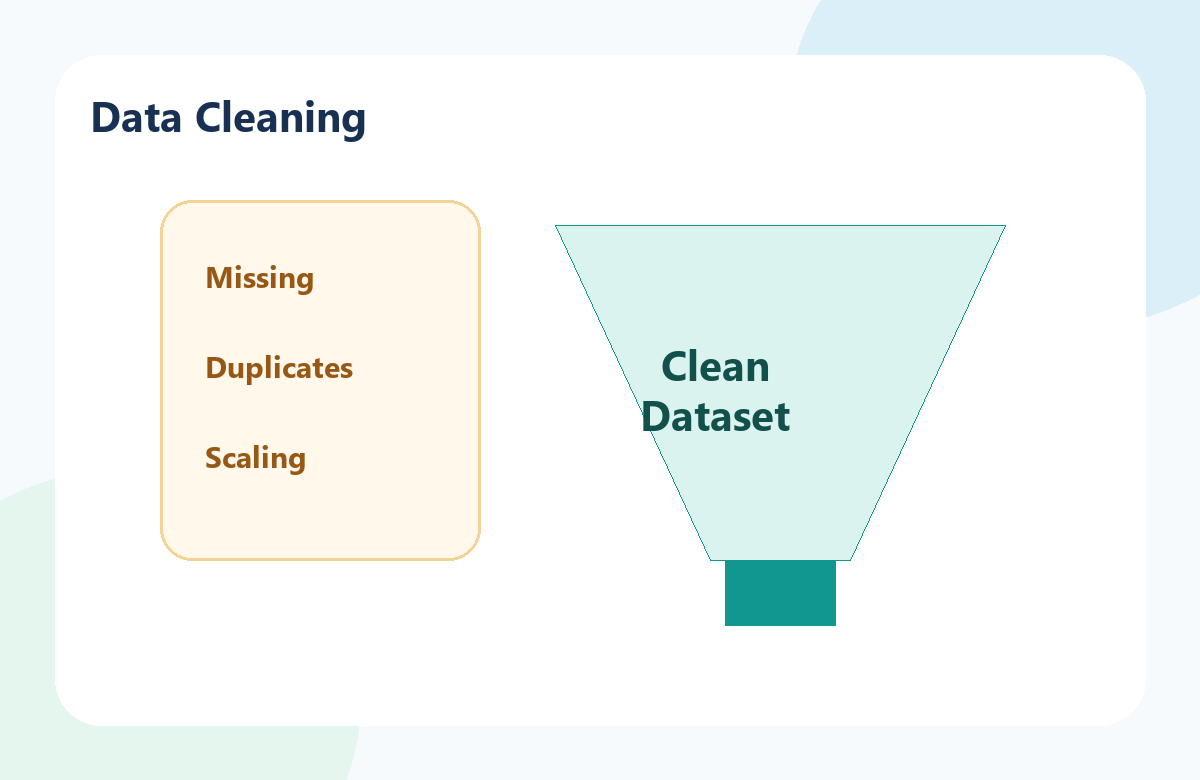 Data Cleaning
Missing
Duplicates
Scaling
Clean
Dataset